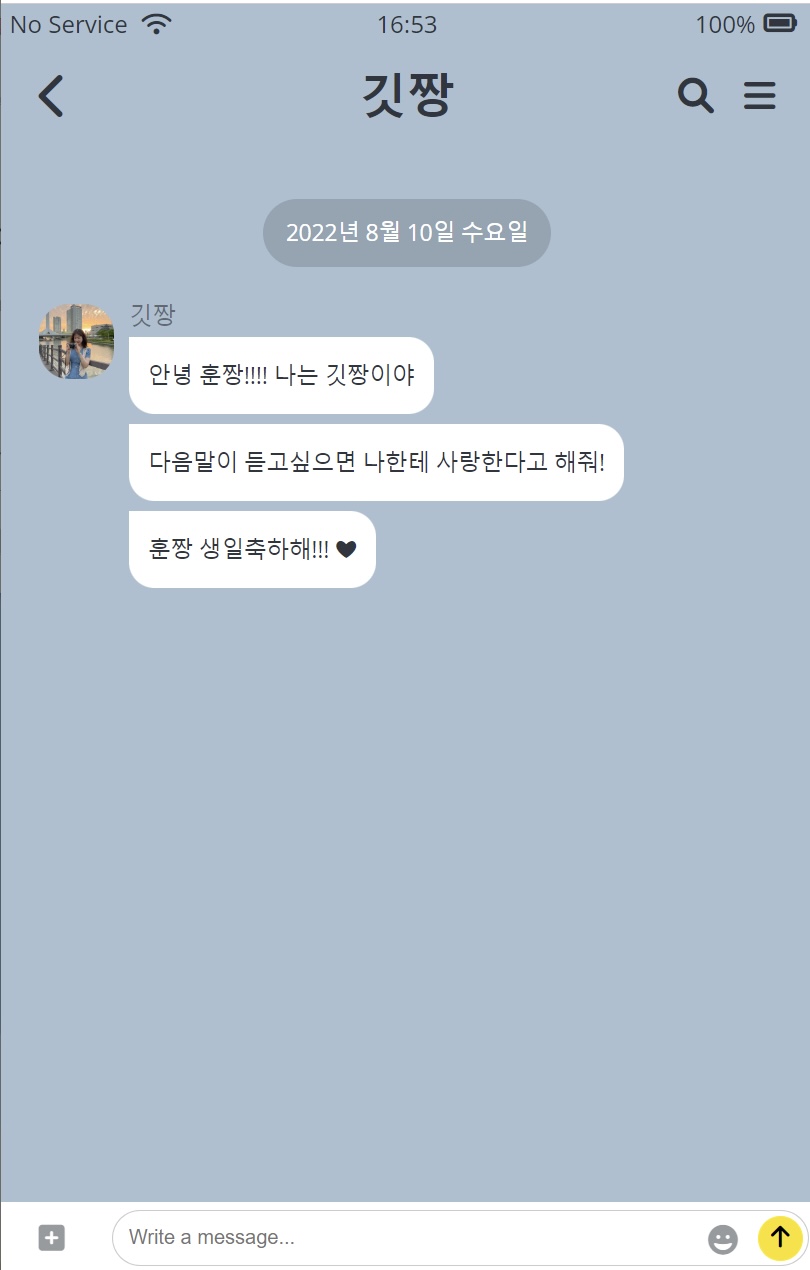 No Service 16:53 100%
깃짱
2022년 8월 10일 수요일
깃짱
안녕 훈짱!!!! 나는 깃짱이야
다음말이 듣고싶으면 나한테 사랑한다고 해줘!
훈짱 생일축하해!!! ♥
Write a message...